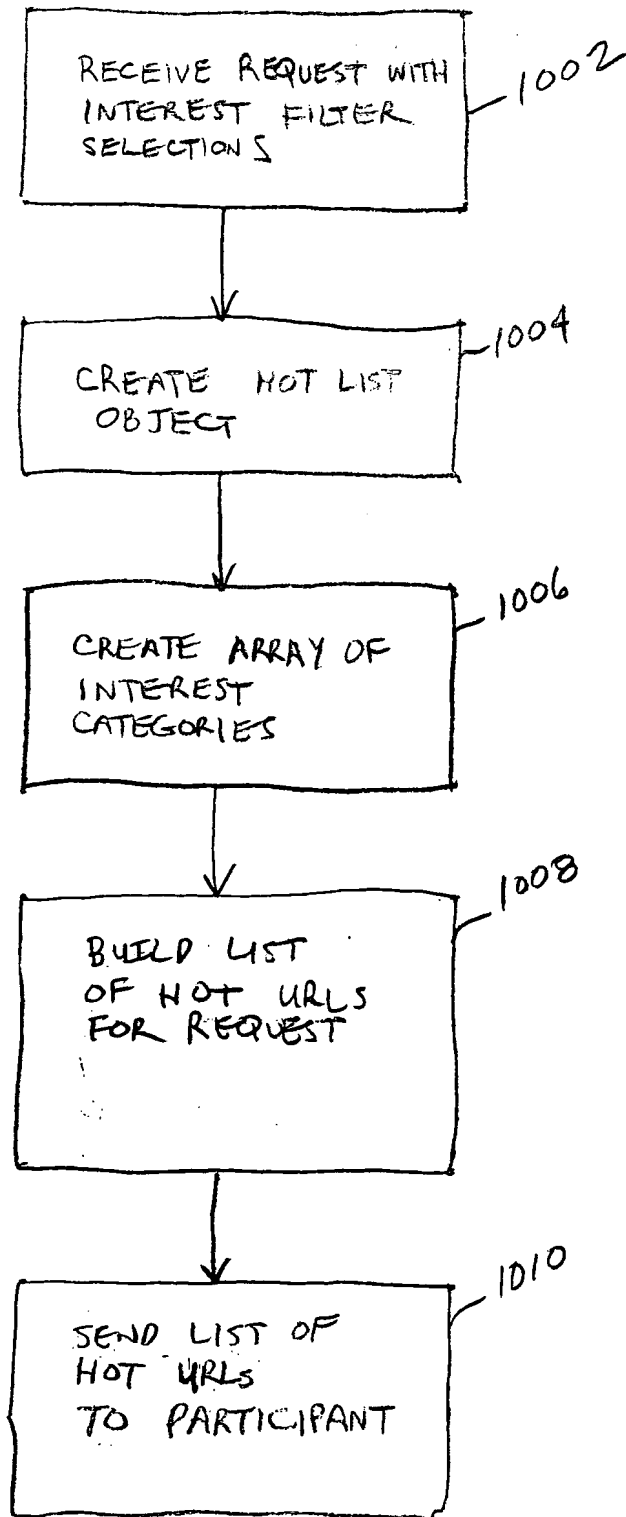 RECEIVE REQUEST WITH
INTEREST FILTER
SELECTIONS
1002
CREATE HOT LIST
OBJECT
1004
CREATE ARRAY OF
INTEREST
CATEGORIES
1006
BUILD LIST
OF HOT URLS
FOR REQUEST
1008
SEND LIST OF
HOT URLs
TO PARTICIPANT
1010